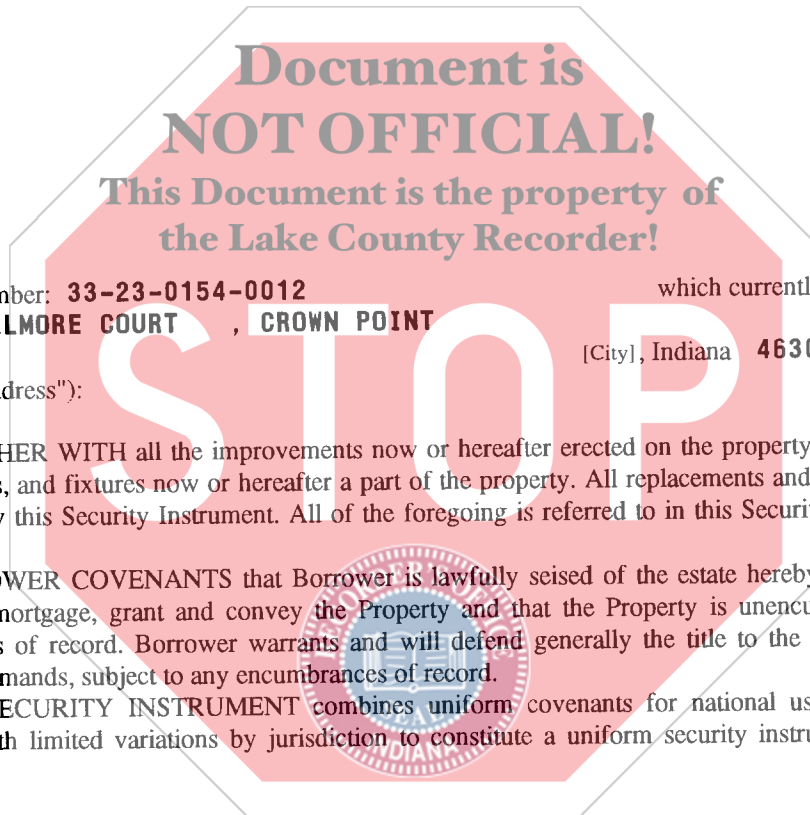 Document is
NOT OFFICIAL!
This Document is the property of
the Lake County Recorder!
mber: 33-23-0154-0012 which currentl
LMORE COURT , CROWN POINT
[City], Indiana 4630
dress"):
STOP
HER WITH all the improvements now or hereafter erected on the property
s, and fixtures now or hereafter a part of the property. All replacements and
y this Security Instrument. All of the foregoing is referred to in this Securit
OWER COVENANTS that Borrower is lawfully seised of the estate hereby
mortgage, grant and convey the Property and that the Property is unencu
s of record. Borrower warrants and will defend generally the title to the
mands, subject to any encumbrances of record.
ECURITY INSTRUMENT combines uniform covenants for national us
th limited variations by jurisdiction to constitute a uniform security instru
SEAL
INDIANA